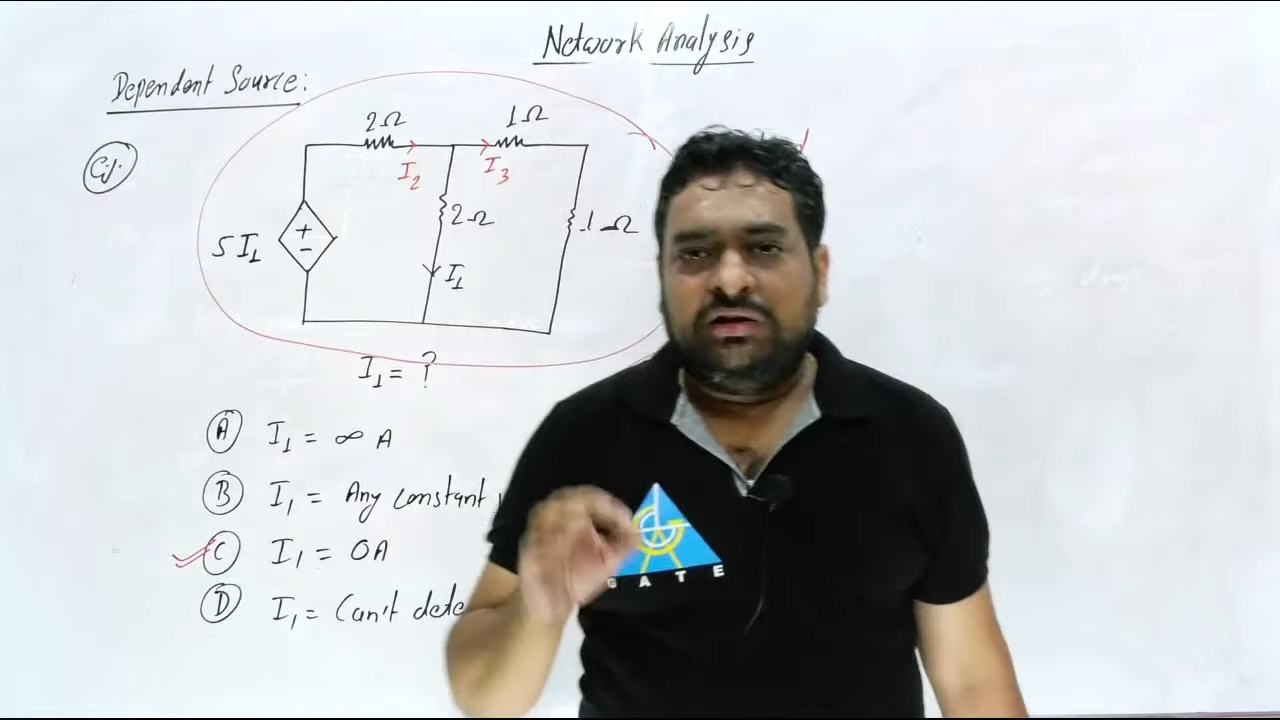 Network Analysis
Dependent Source:
2Ω
1Ω
I₂
I₃
5I₁
+
-
2Ω
1Ω
I₁
I₁ = ?
A I₁ = ∞ A
B I₁ = Any constant
C I₁ = 0A
D I₁ = Can't
GATE